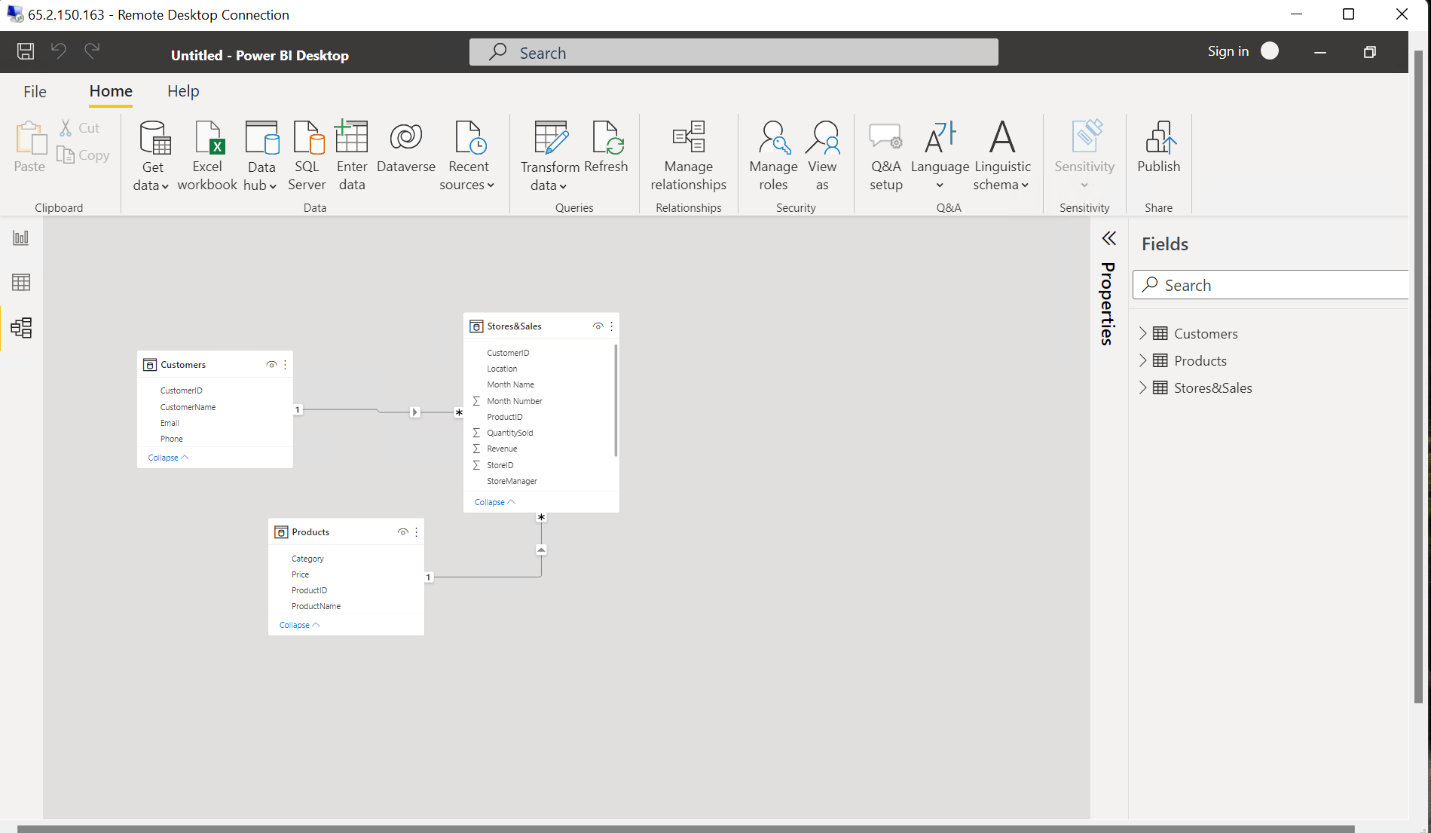 65.2.150.163 - Remote Desktop Connection
Untitled - Power BI Desktop
Search
Sign in
File
Home
Help
Paste
Cut
Copy
Clipboard
Get data
Excel workbook
Data hub
SQL Server
Enter data
Dataverse
Recent sources
Data
Transform data
Refresh
Queries
Manage relationships
Relationships
Manage roles
View as
Security
Q&A setup
Language
Linguistic schema
Q&A
Sensitivity
Sensitivity
Publish
Share
Properties
Fields
Search
Customers
Products
Stores&Sales
Customers
CustomerID
CustomerName
Email
Phone
Collapse
1
*
Stores&Sales
CustomerID
Location
Month Name
Σ Month Number
ProductID
Σ QuantitySold
Σ Revenue
Σ StoreID
StoreManager
Collapse
*
1
Products
Category
Price
ProductID
ProductName
Collapse